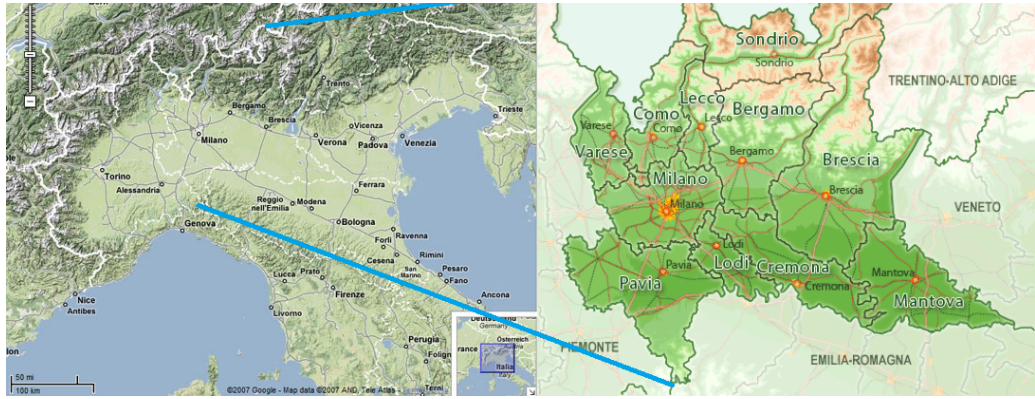 Trento
Trieste
Bergamo
Milano
Brescia
Verona
Vicenza
Padova
Venezia
Torino
Alessandria
Ferrara
Reggio
nell'Emilia
Modena
Bologna
Genova
Ravenna
Forlì
Cesena
Rimini
San
Marino
Pesaro
Fano
Lucca
Prato
Firenze
Livorno
Ancona
Nice
Antibes
Perugia
Folign
Terni
Deutschland
Germany
Österreich
Austria
France
Italia
Italy
50 mi
100 km
©2007 Google - Map data ©2007 AND, Tele Atlas -
Sondrio
Sondrio
TRENTINO-ALTO ADIGE
Lecco
Lecco
Como
Como
Bergamo
Bergamo
Varese
Varese
Brescia
Brescia
Milano
Milano
VENETO
Lodi
Lodi
Pavia
Pavia
Cremona
Cremona
Mantova
Mantova
PIEMONTE
EMILIA-ROMAGNA